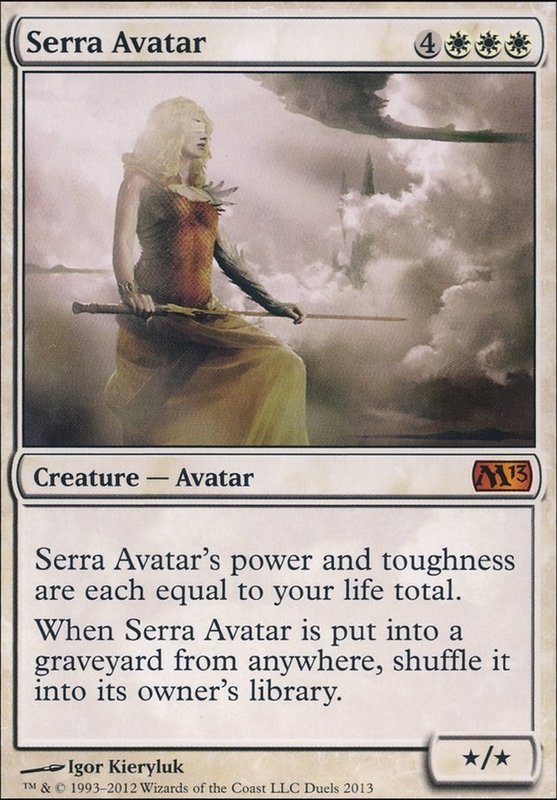 Serra Avatar 4
Creature — Avatar M13
Serra Avatar's power and toughness
are each equal to your life total.
When Serra Avatar is put into a
graveyard from anywhere, shuffle it
into its owner's library.
★/★
Igor Kieryluk
™ & © 1993–2012 Wizards of the Coast LLC Duels 2013